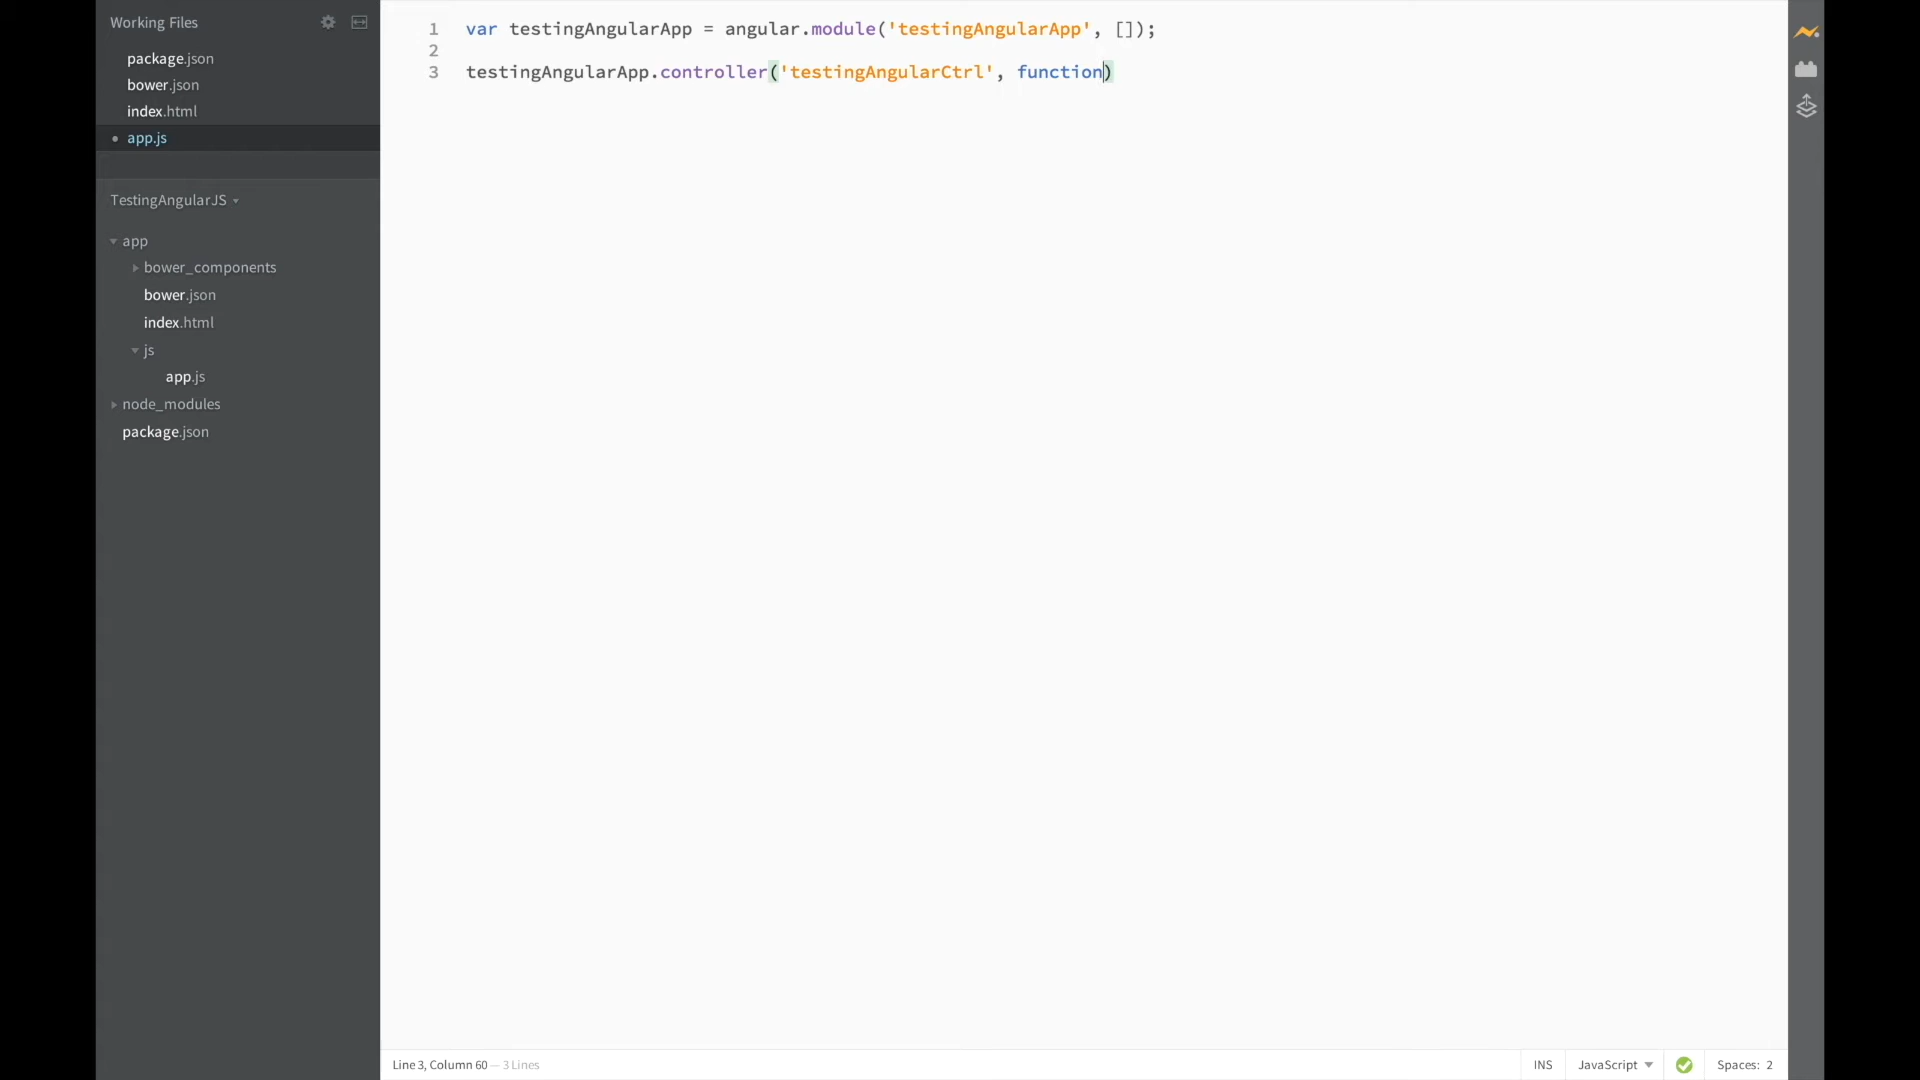 Working Files
package.json
bower.json
index.html
app.js
TestingAngularJS
app
bower_components
bower.json
index.html
js
app.js
node_modules
package.json
1 var testingAngularApp = angular.module('testingAngularApp', []);
2
3 testingAngularApp.controller('testingAngularCtrl', function)
Line 3, Column 60 — 3 Lines
INS
JavaScript
Spaces: 2